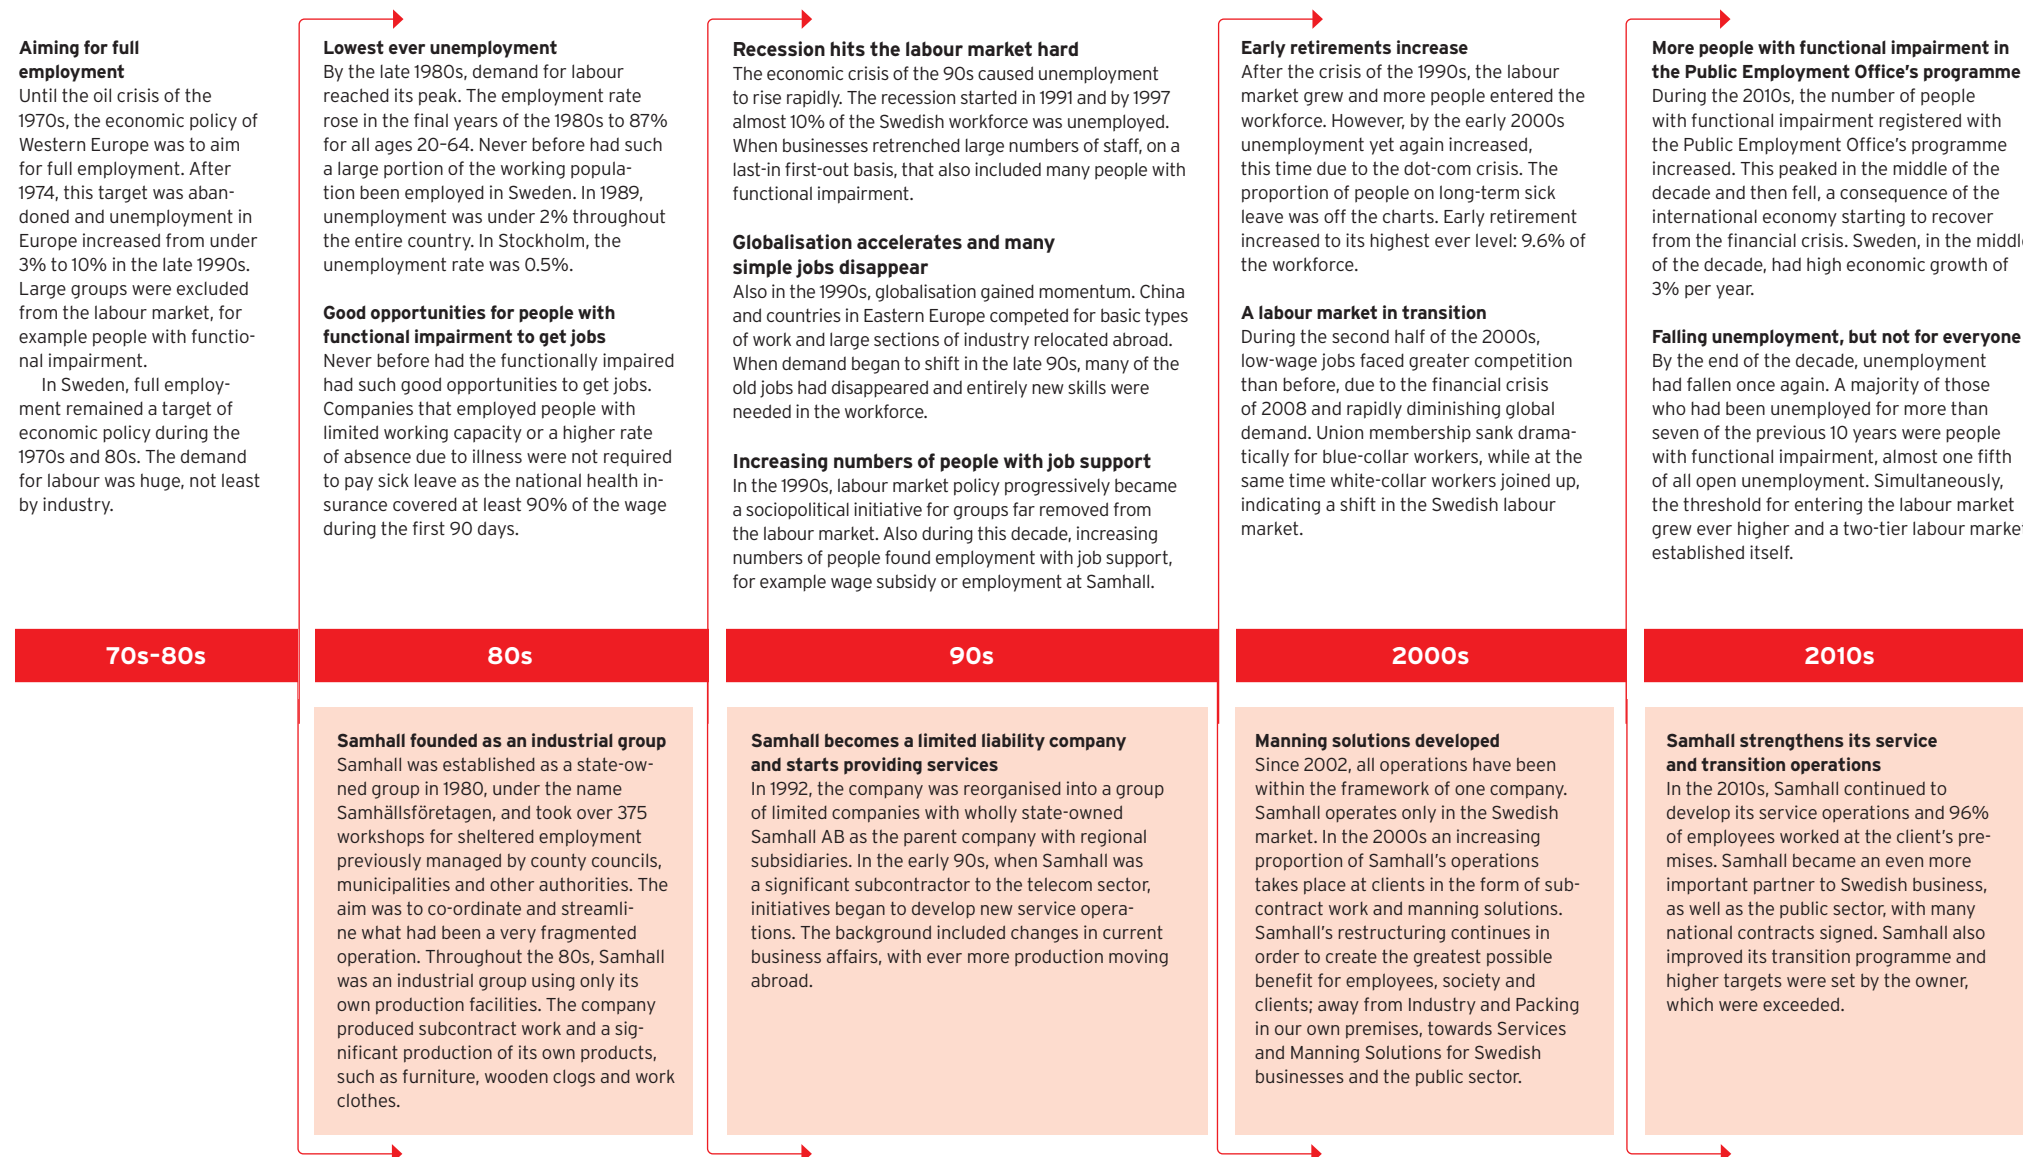 Aiming for full
employment
Until the oil crisis of the
1970s, the economic policy of
Western Europe was to aim
for full employment. After
1974, this target was aban-
doned and unemployment in
Europe increased from under
3% to 10% in the late 1990s.
Large groups were excluded
from the labour market, for
example people with functio-
nal impairment.
In Sweden, full employ-
ment remained a target of
economic policy during the
1970s and 80s. The demand
for labour was huge, not least
by industry.
Lowest ever unemployment
By the late 1980s, demand for labour
reached its peak. The employment rate
rose in the final years of the 1980s to 87%
for all ages 20–64. Never before had such
a large portion of the working popula-
tion been employed in Sweden. In 1989,
unemployment was under 2% throughout
the entire country. In Stockholm, the
unemployment rate was 0.5%.
Good opportunities for people with
functional impairment to get jobs
Never before had the functionally impaired
had such good opportunities to get jobs.
Companies that employed people with
limited working capacity or a higher rate
of absence due to illness were not required
to pay sick leave as the national health in-
surance covered at least 90% of the wage
during the first 90 days.
Recession hits the labour market hard
The economic crisis of the 90s caused unemployment
to rise rapidly. The recession started in 1991 and by 1997
almost 10% of the Swedish workforce was unemployed.
When businesses retrenched large numbers of staff, on a
last-in first-out basis, that also included many people with
functional impairment.
Globalisation accelerates and many
simple jobs disappear
Also in the 1990s, globalisation gained momentum. China
and countries in Eastern Europe competed for basic types
of work and large sections of industry relocated abroad.
When demand began to shift in the late 90s, many of the
old jobs had disappeared and entirely new skills were
needed in the workforce.
Increasing numbers of people with job support
In the 1990s, labour market policy progressively became
a sociopolitical initiative for groups far removed from
the labour market. Also during this decade, increasing
numbers of people found employment with job support,
for example wage subsidy or employment at Samhall.
Early retirements increase
After the crisis of the 1990s, the labour
market grew and more people entered the
workforce. However, by the early 2000s
unemployment yet again increased,
this time due to the dot-com crisis. The
proportion of people on long-term sick
leave was off the charts. Early retirement
increased to its highest ever level: 9.6% of
the workforce.
A labour market in transition
During the second half of the 2000s,
low-wage jobs faced greater competition
than before, due to the financial crisis
of 2008 and rapidly diminishing global
demand. Union membership sank drama-
tically for blue-collar workers, while at the
same time white-collar workers joined up,
indicating a shift in the Swedish labour
market.
More people with functional impairment in
the Public Employment Office’s programme
During the 2010s, the number of people
with functional impairment registered with
the Public Employment Office’s programme
increased. This peaked in the middle of the
decade and then fell, a consequence of the
international economy starting to recover
from the financial crisis. Sweden, in the middle
of the decade, had high economic growth of
3% per year.
Falling unemployment, but not for everyone
By the end of the decade, unemployment
had fallen once again. A majority of those
who had been unemployed for more than
seven of the previous 10 years were people
with functional impairment, almost one fifth
of all open unemployment. Simultaneously,
the threshold for entering the labour market
grew ever higher and a two-tier labour market
established itself.
70s–80s
80s
90s
2000s
2010s
Samhall founded as an industrial group
Samhall was established as a state-ow-
ned group in 1980, under the name
Samhällsföretagen, and took over 375
workshops for sheltered employment
previously managed by county councils,
municipalities and other authorities. The
aim was to co-ordinate and streamli-
ne what had been a very fragmented
operation. Throughout the 80s, Samhall
was an industrial group using only its
own production facilities. The company
produced subcontract work and a sig-
nificant production of its own products,
such as furniture, wooden clogs and work
clothes.
Samhall becomes a limited liability company
and starts providing services
In 1992, the company was reorganised into a group
of limited companies with wholly state-owned
Samhall AB as the parent company with regional
subsidiaries. In the early 90s, when Samhall was
a significant subcontractor to the telecom sector,
initiatives began to develop new service opera-
tions. The background included changes in current
business affairs, with ever more production moving
abroad.
Manning solutions developed
Since 2002, all operations have been
within the framework of one company.
Samhall operates only in the Swedish
market. In the 2000s an increasing
proportion of Samhall’s operations
takes place at clients in the form of sub-
contract work and manning solutions.
Samhall’s restructuring continues in
order to create the greatest possible
benefit for employees, society and
clients; away from Industry and Packing
in our own premises, towards Services
and Manning Solutions for Swedish
businesses and the public sector.
Samhall strengthens its service
and transition operations
In the 2010s, Samhall continued to
develop its service operations and 96%
of employees worked at the client’s pre-
mises. Samhall became an even more
important partner to Swedish business,
as well as the public sector, with many
national contracts signed. Samhall also
improved its transition programme and
higher targets were set by the owner,
which were exceeded.